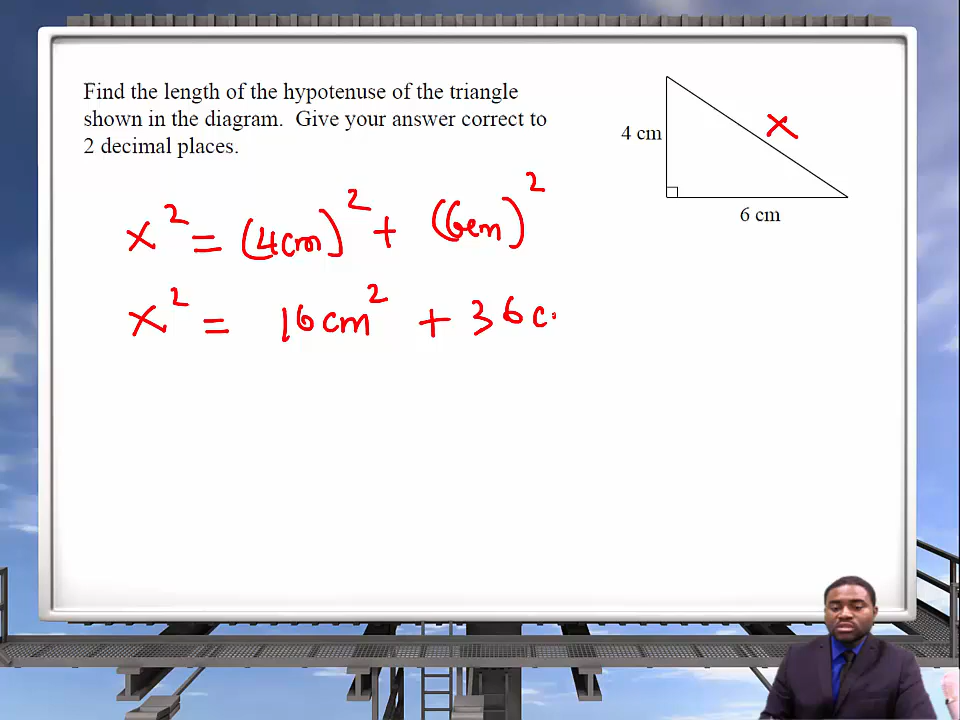 Find the length of the hypotenuse of the triangle
shown in the diagram. Give your answer correct to
2 decimal places.
4 cm
x
6 cm
x² = (4cm)² + (6cm)²
x² = 16cm² + 36c